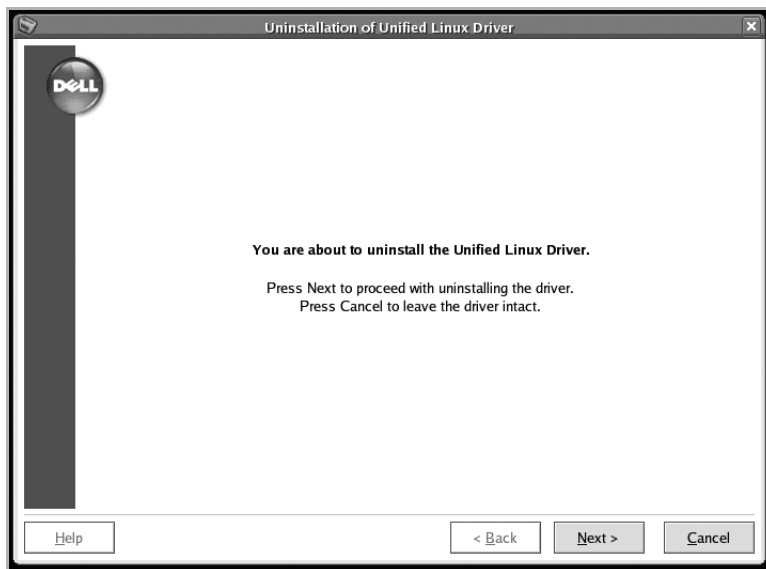 Uninstallation of Unified Linux Driver
DELL
You are about to uninstall the Unified Linux Driver.
Press Next to proceed with uninstalling the driver.
Press Cancel to leave the driver intact.
Help
< Back
Next >
Cancel